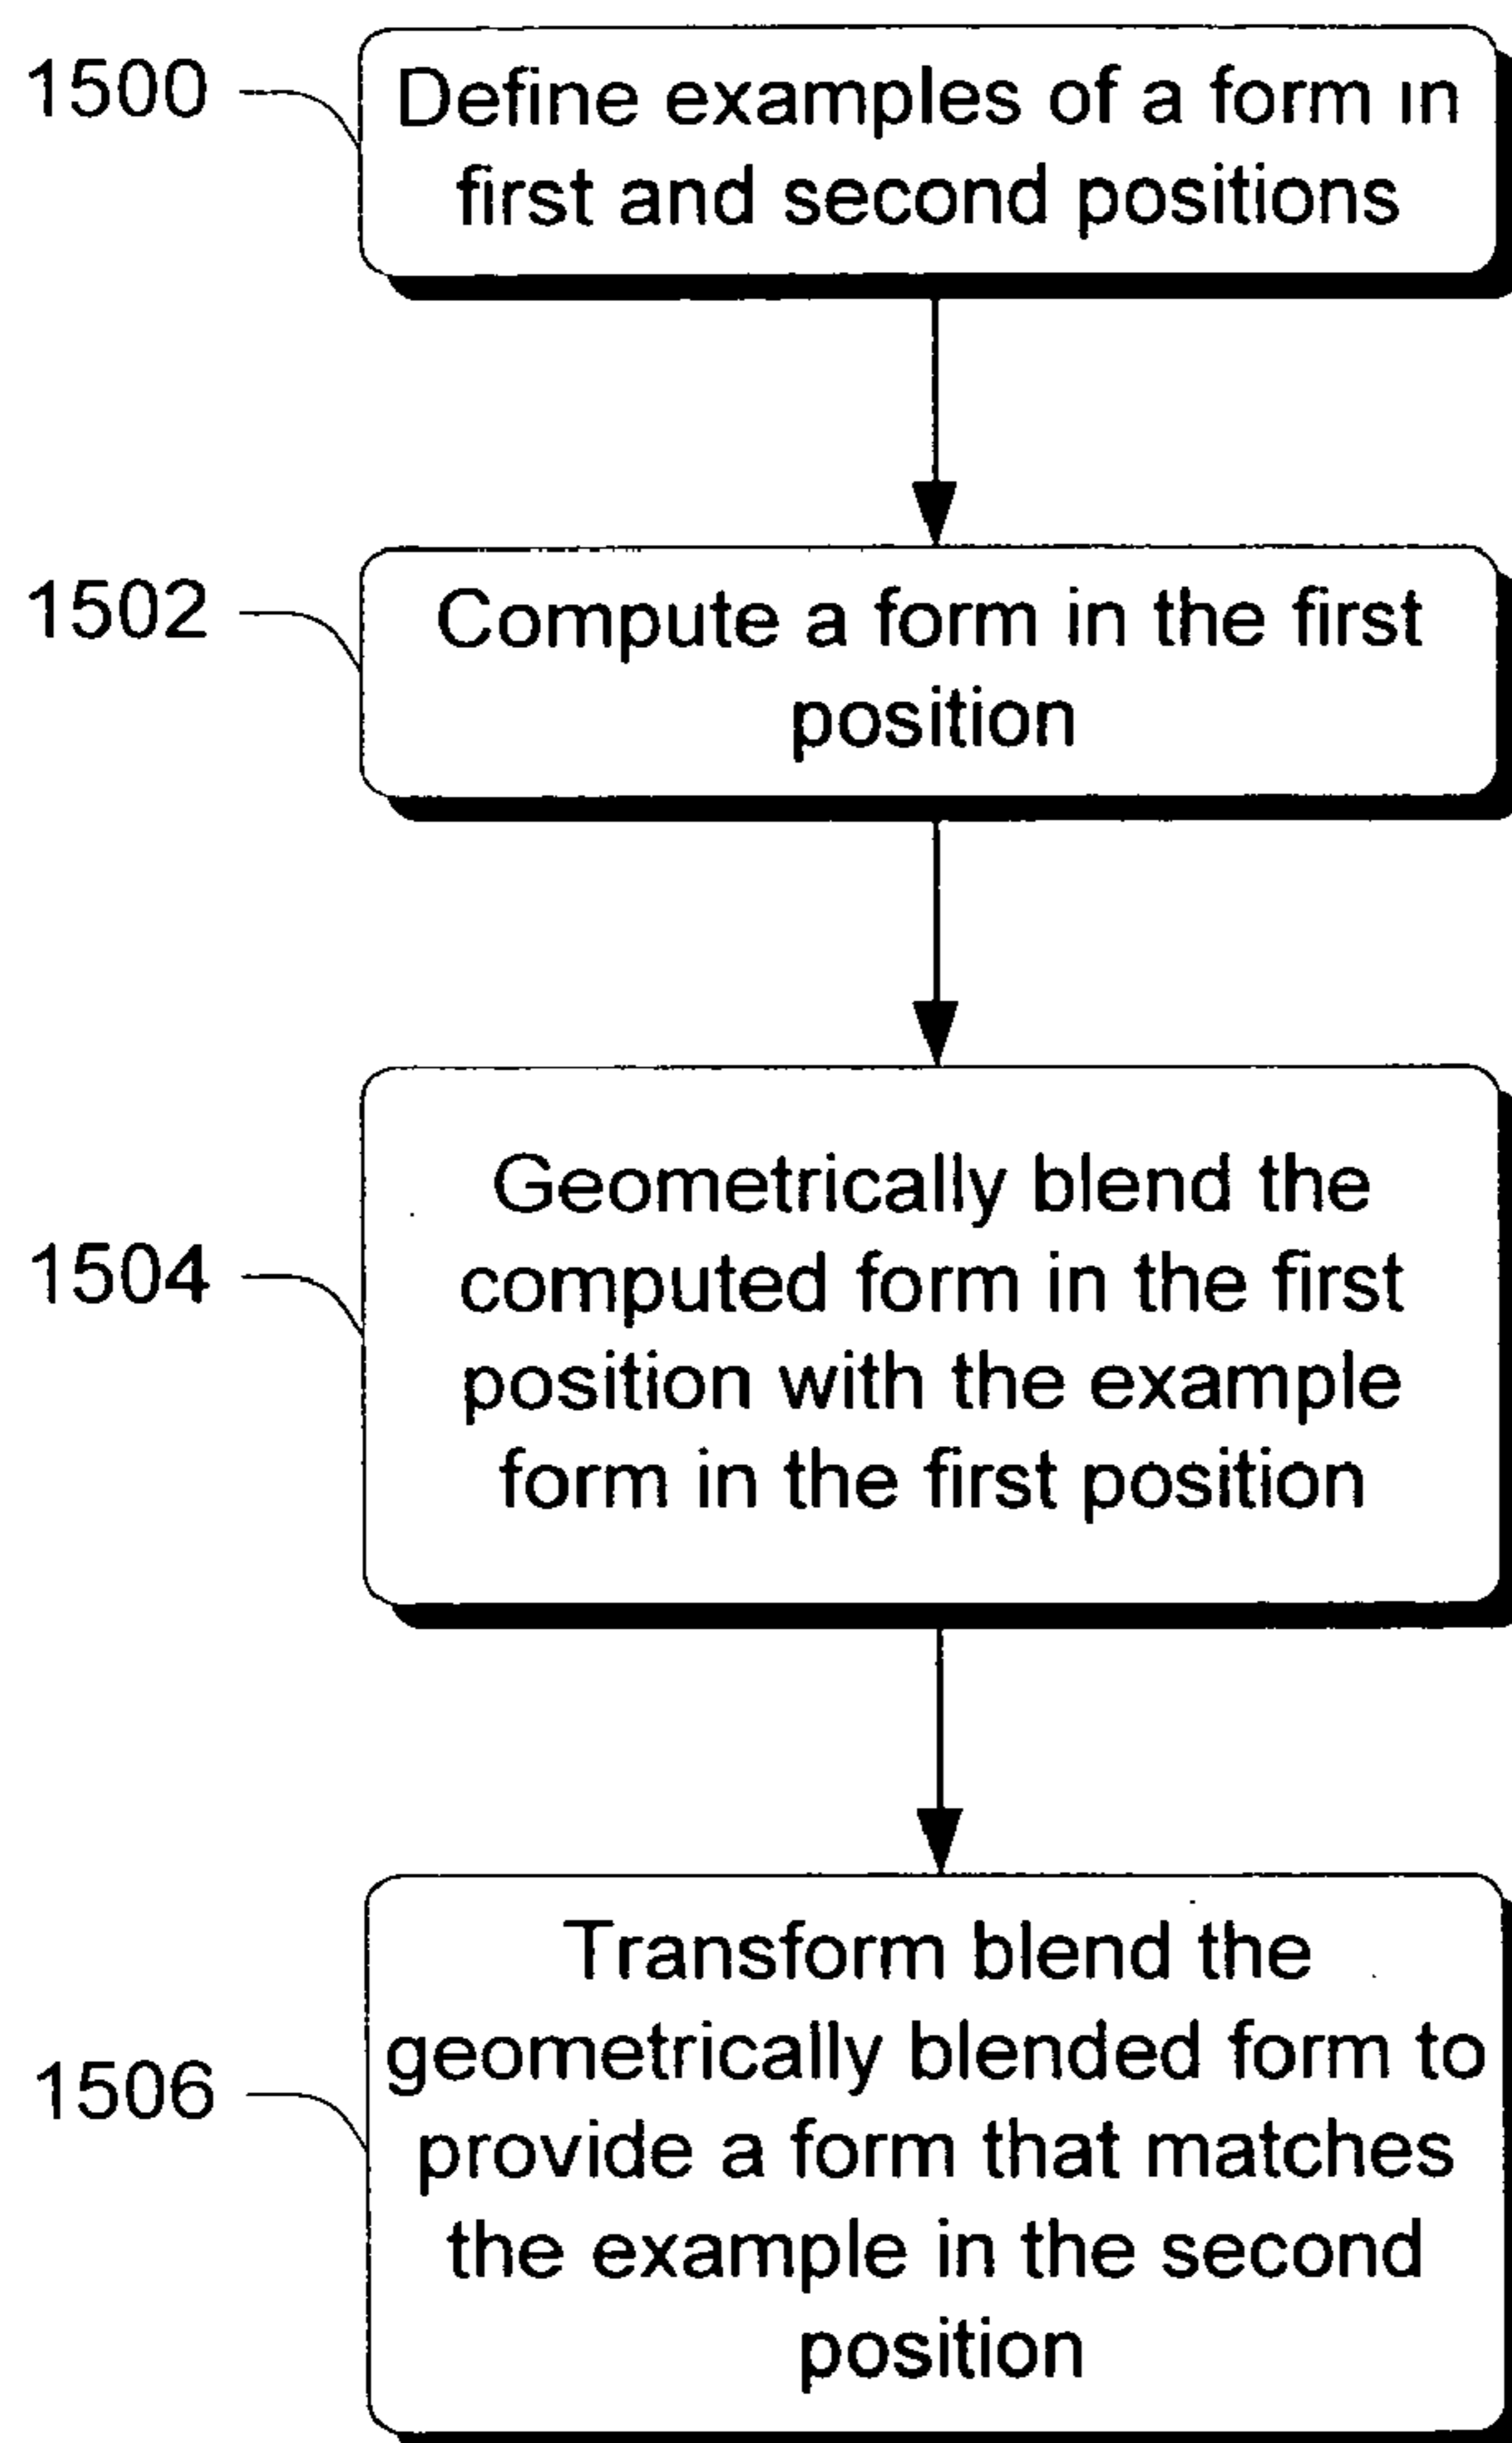 1500
Define examples of a form in
first and second positions
1502
Compute a form in the first
position
1504
Geometrically blend the
computed form in the first
position with the example
form in the first position
1506
Transform blend the
geometrically blended form to
provide a form that matches
the example in the second
position